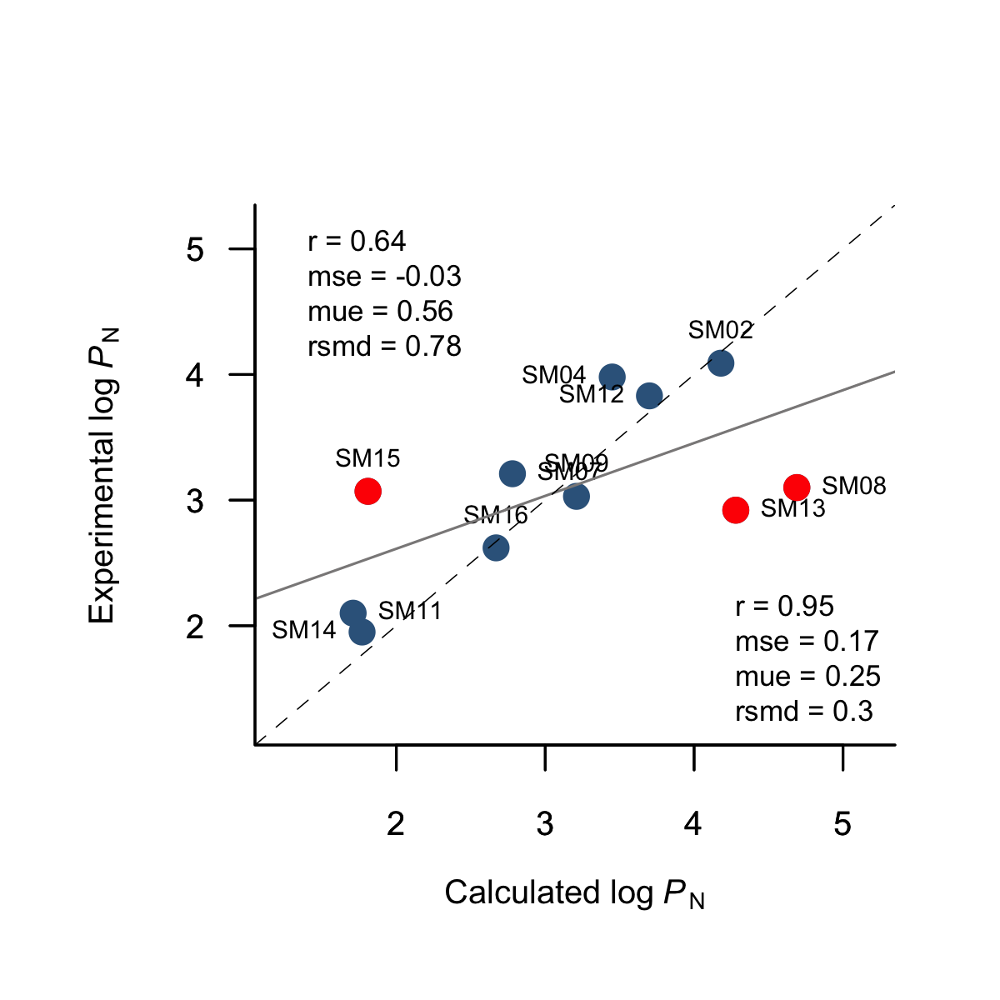 r = 0.64
mse = -0.03
mue = 0.56
rsmd = 0.78
5
4
3
2
Experimental log P N
SM02
SM04
SM12
SM09
SM07
SM15
SM08
SM13
SM16
SM11
SM14
r = 0.95
mse = 0.17
mue = 0.25
rsmd = 0.3
2 3 4 5
Calculated log P N